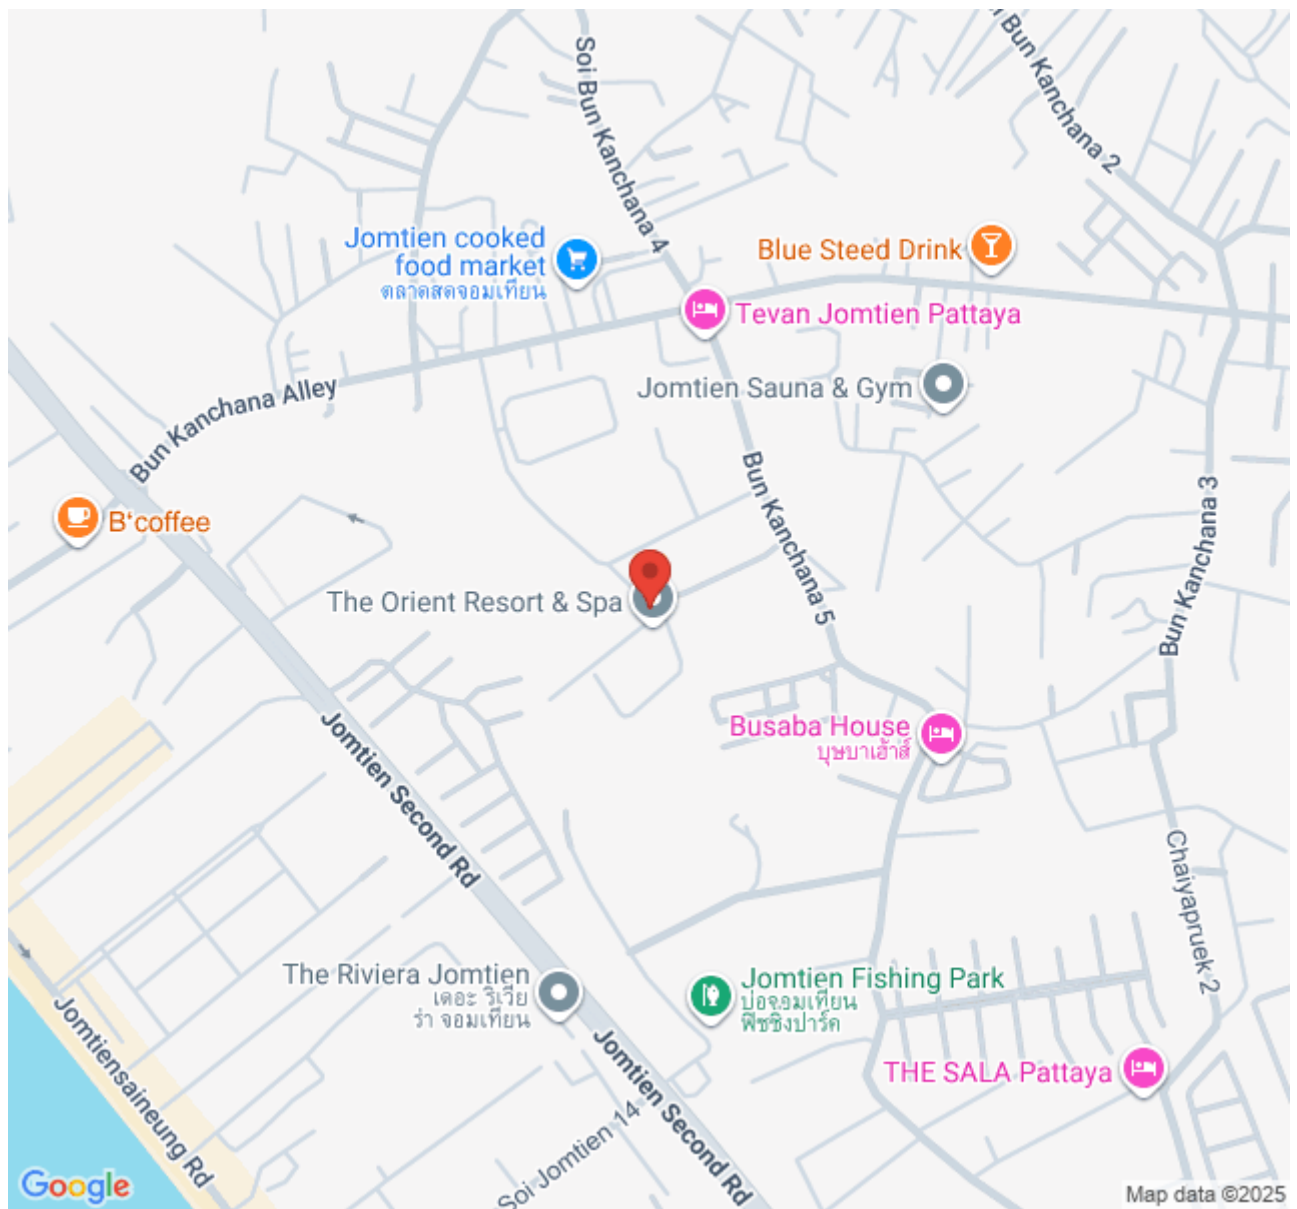 Soi Bun Kanchana 4
Bun Kanchana 2
Jomtien cooked
food market
ตลาดสดจอมเทียน
Blue Steed Drink
Tevan Jomtien Pattaya
Jomtien Sauna & Gym
Bun Kanchana Alley
B'coffee
Bun Kanchana 5
Bun Kanchana 3
The Orient Resort & Spa
Busaba House
บุษบาเฮ้าส์
Jomtien Second Rd
Chaiyapruek 2
The Riviera Jomtien
เดอะ ริเวีย
ร่า จอมเทียน
Jomtien Fishing Park
บ่อจอมเทียน
ฟิชชิ่งปาร์ค
THE SALA Pattaya
Jomtiensaineung Rd
Jomtien Second Rd
Soi Jomtien 14
Google
Map data ©2025